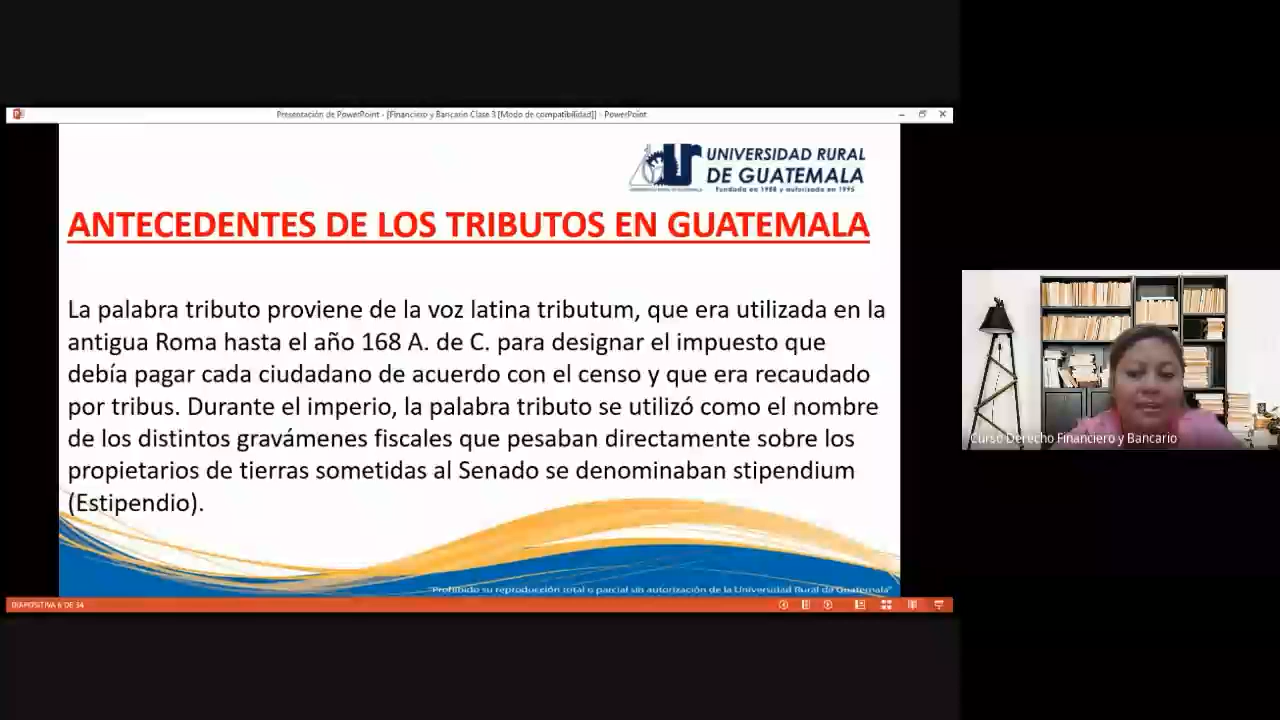 Presentación de PowerPoint - [Financiero y Bancario Clase 3 [Modo de compatibilidad]] - PowerPoint
UNIVERSIDAD RURAL
DE GUATEMALA
Fundada en 1988 y autorizada en 1995
ANTECEDENTES DE LOS TRIBUTOS EN GUATEMALA
La palabra tributo proviene de la voz latina tributum, que era utilizada en la
antigua Roma hasta el año 168 A. de C. para designar el impuesto que
debía pagar cada ciudadano de acuerdo con el censo y que era recaudado
por tribus. Durante el imperio, la palabra tributo se utilizó como el nombre
de los distintos gravámenes fiscales que pesaban directamente sobre los
propietarios de tierras sometidas al Senado se denominaban stipendium
(Estipendio).
"Prohibido su reproducción total o parcial sin autorización de la Universidad Rural de Guatemala"
DIAPOSITIVA 6 DE 34
Curso Derecho Financiero y Bancario